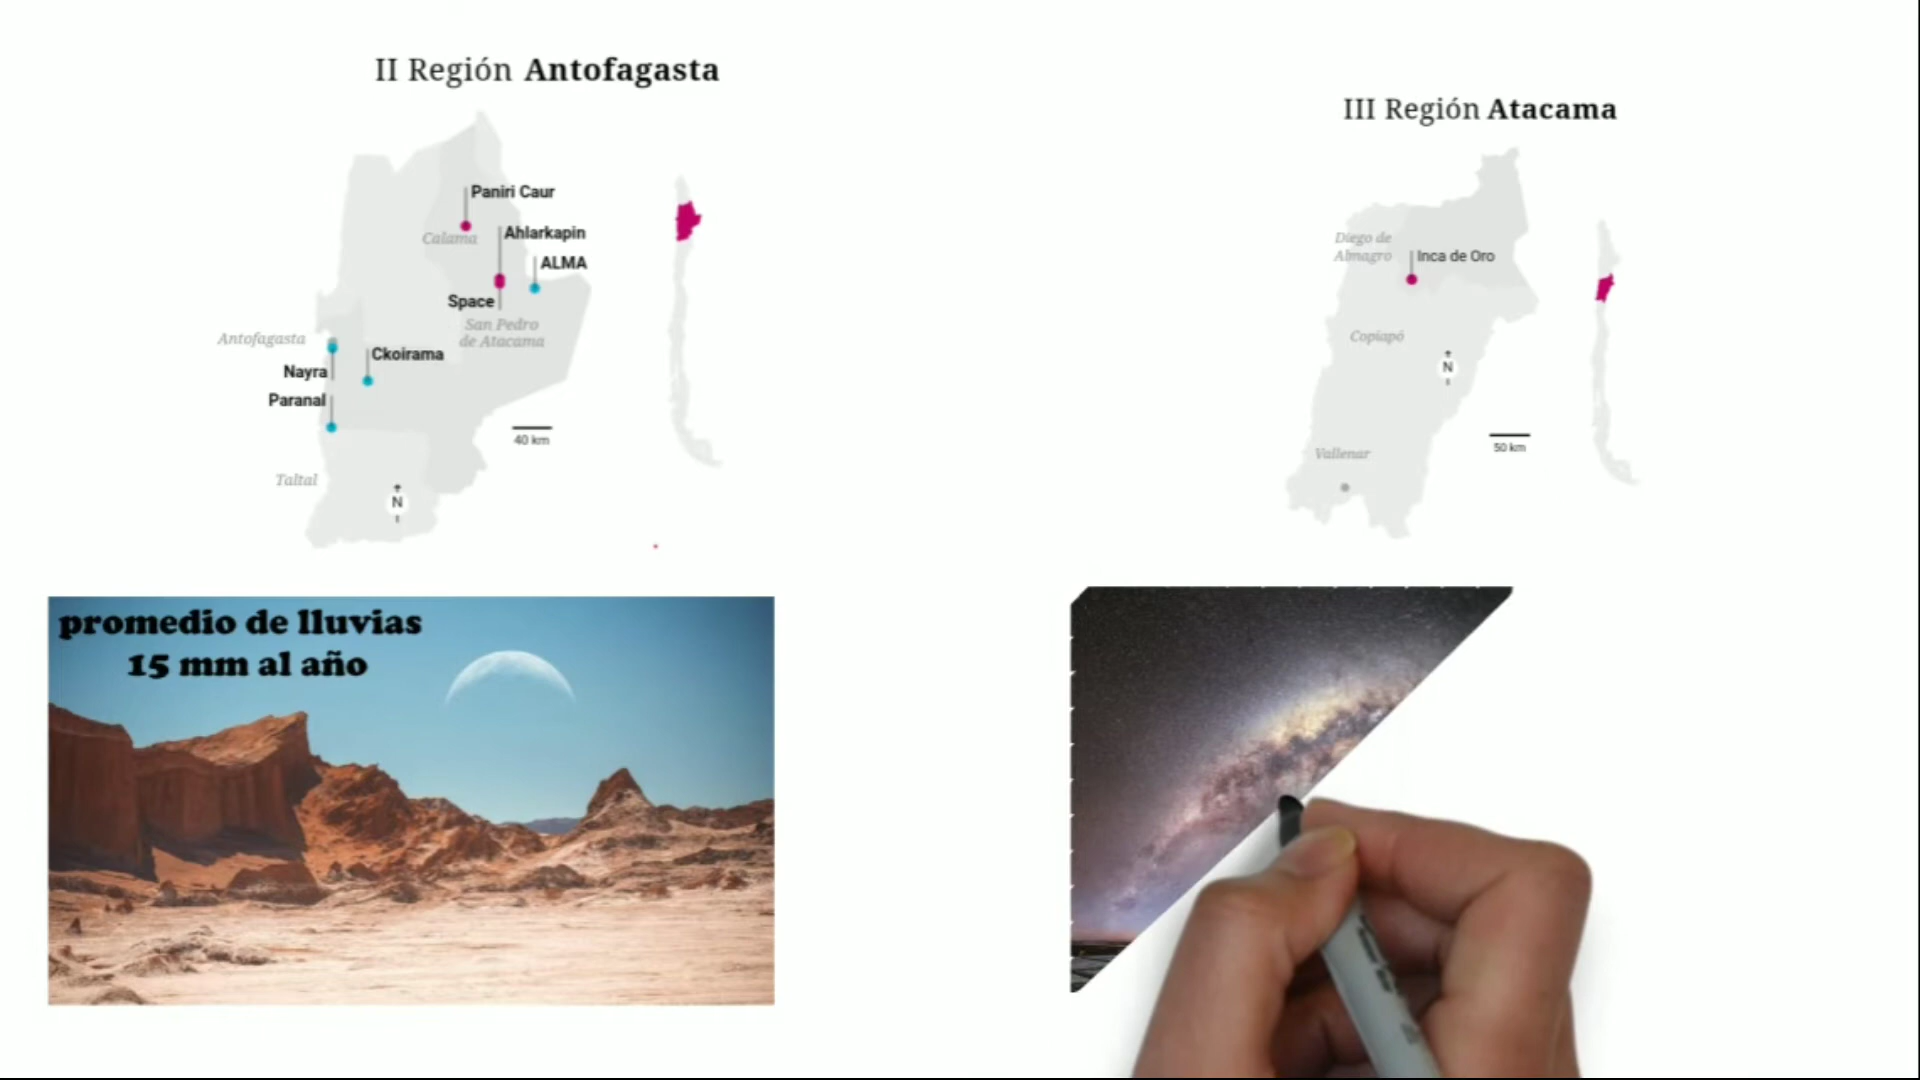 II Región Antofagasta
Paniri Caur
Calama
Ahlarkapin
ALMA
Space
San Pedro
de Atacama
Antofagasta
Ckoirama
Nayra
Paranal
40 km
Taltal
N
III Región Atacama
Diego de
Almagro
Inca de Oro
Copiapó
N
50 km
Vallenar
promedio de lluvias
15 mm al año